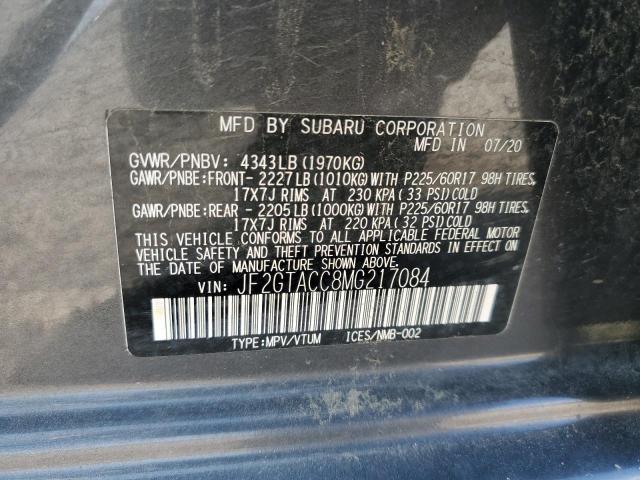 MFD BY SUBARU CORPORATION
MFD IN 07/20
GVWR/PNBV: 4343LB(1970KG)
GAWR/PNBE:FRONT- 2227LB(1010KG)WITH P225/60R17 98H TIRES,
17X7J RIMS AT 230 KPA(33 PSI)COLD
GAWR/PNBE:REAR - 2205LB(1000KG)WITH P225/60R17 98H TIRES,
17X7J RIMS AT 220 KPA(32 PSI)COLD
THIS VEHICLE CONFORMS TO ALL APPLICABLE FEDERAL MOTOR
VEHICLE SAFETY AND THEFT PREVENTION STANDARDS IN EFFECT ON
THE DATE OF MANUFACTURE SHOWN ABOVE.
VIN: JF2GTACC8MG217084
TYPE:MPV/VTUM ICES/NMB-002